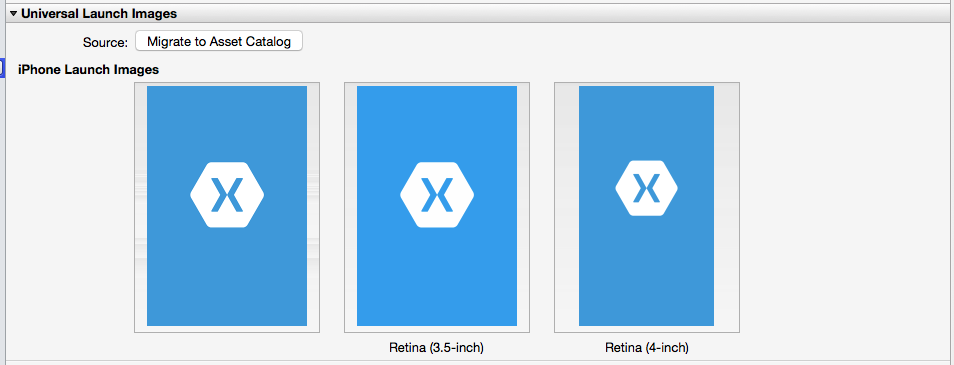 Universal Launch Images
Source: Migrate to Asset Catalog
iPhone Launch Images
Retina (3.5-inch)
Retina (4-inch)